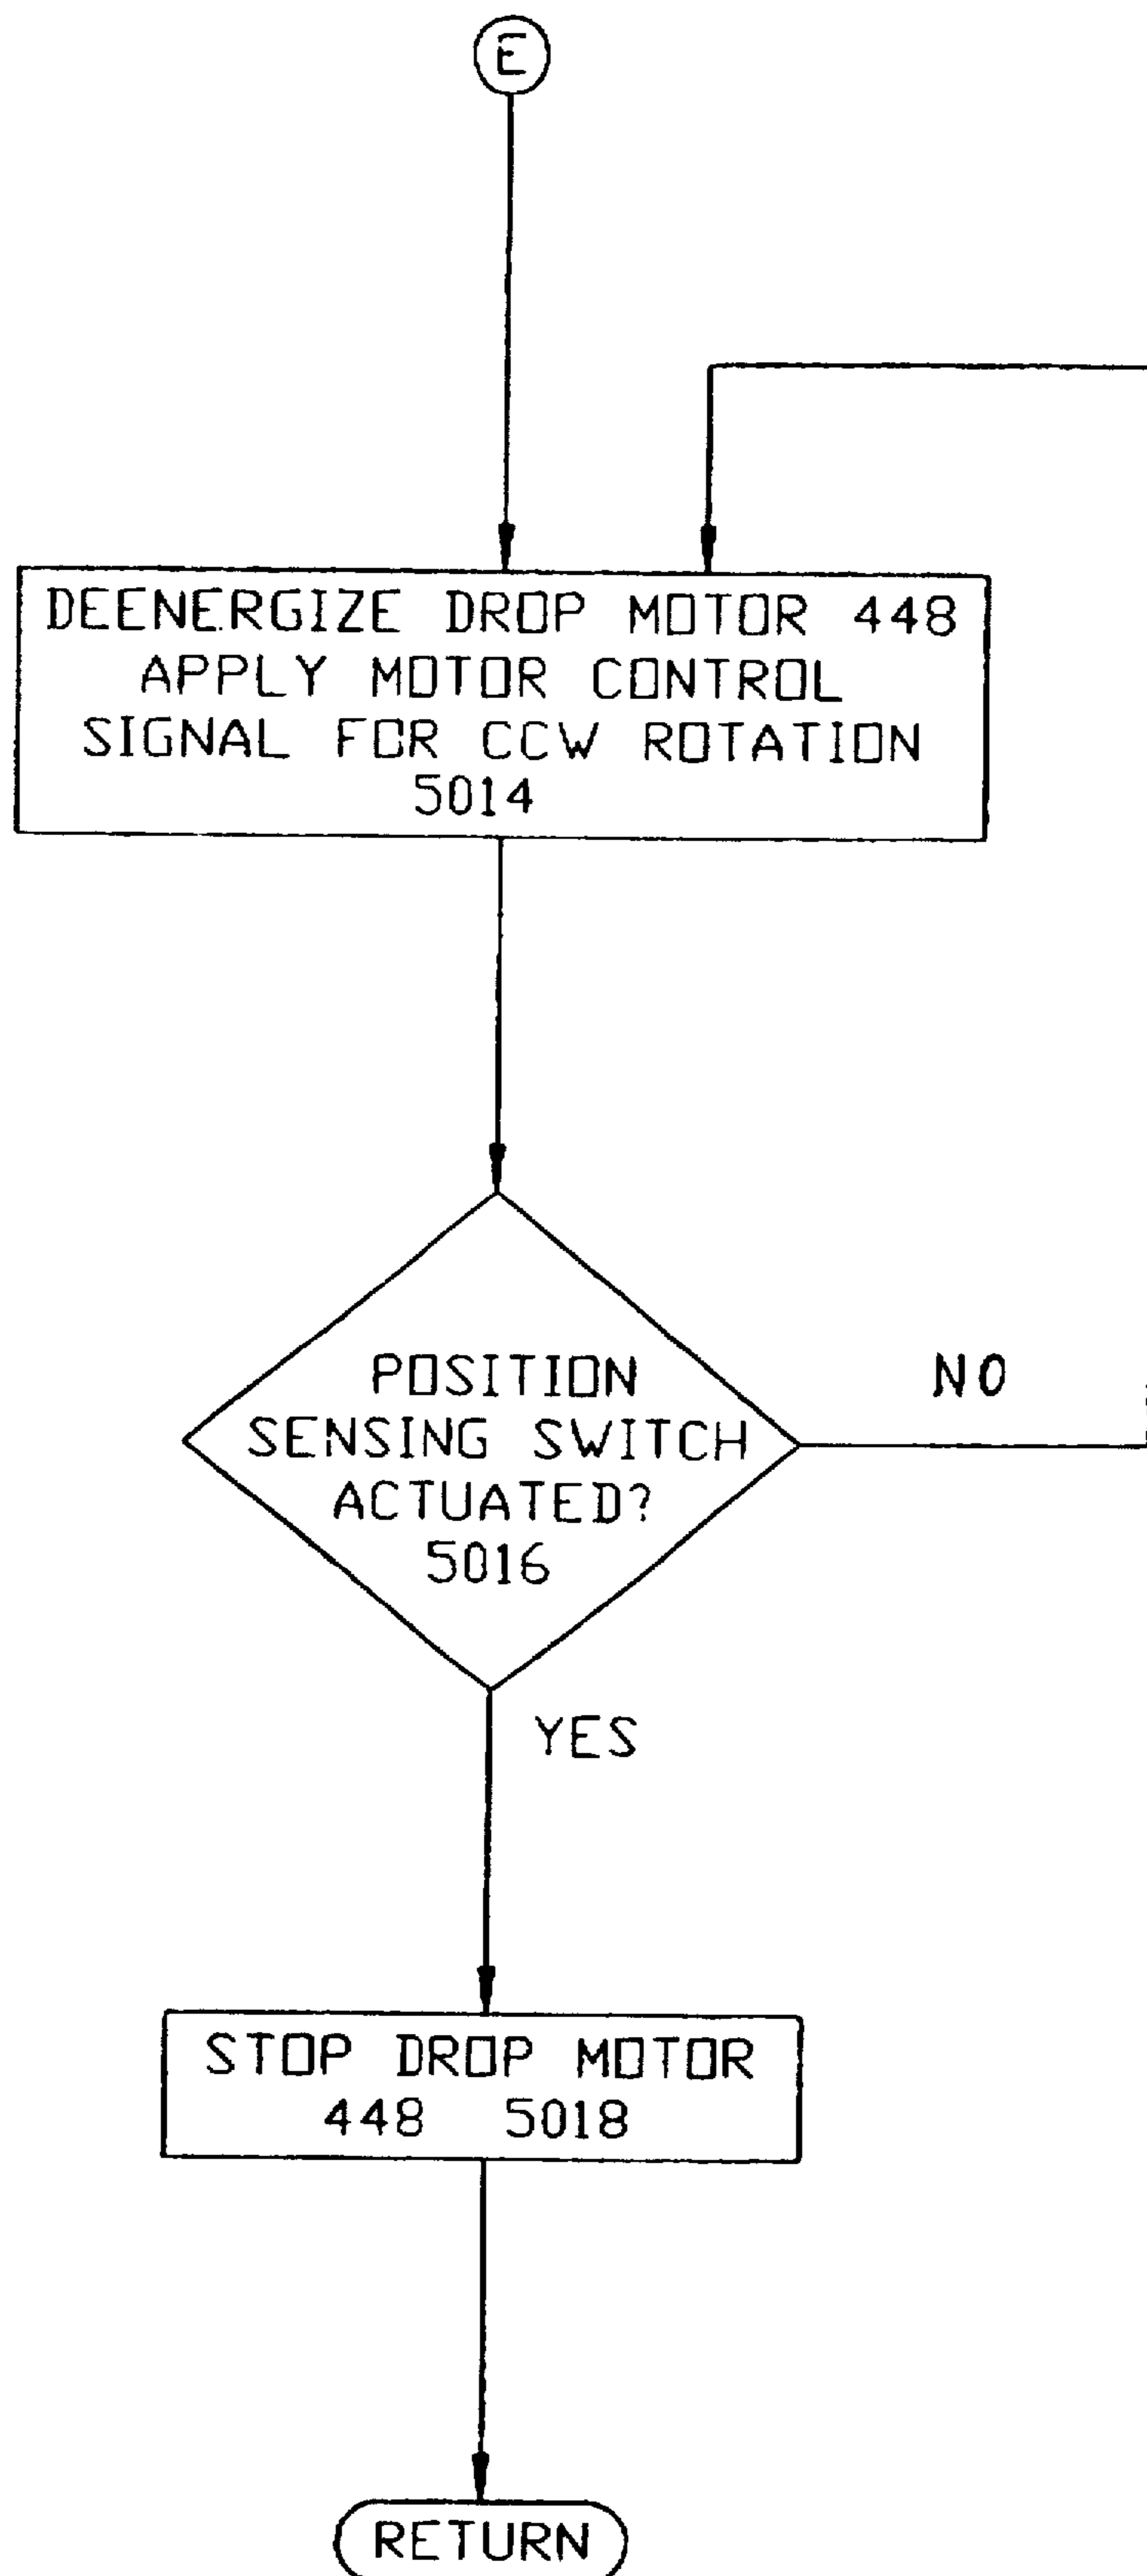 E
DEENERGIZE DROP MOTOR 448
APPLY MOTOR CONTROL
SIGNAL FOR CCW ROTATION
5014
POSITION
SENSING SWITCH
ACTUATED?
5016
NO
YES
STOP DROP MOTOR
448 5018
RETURN